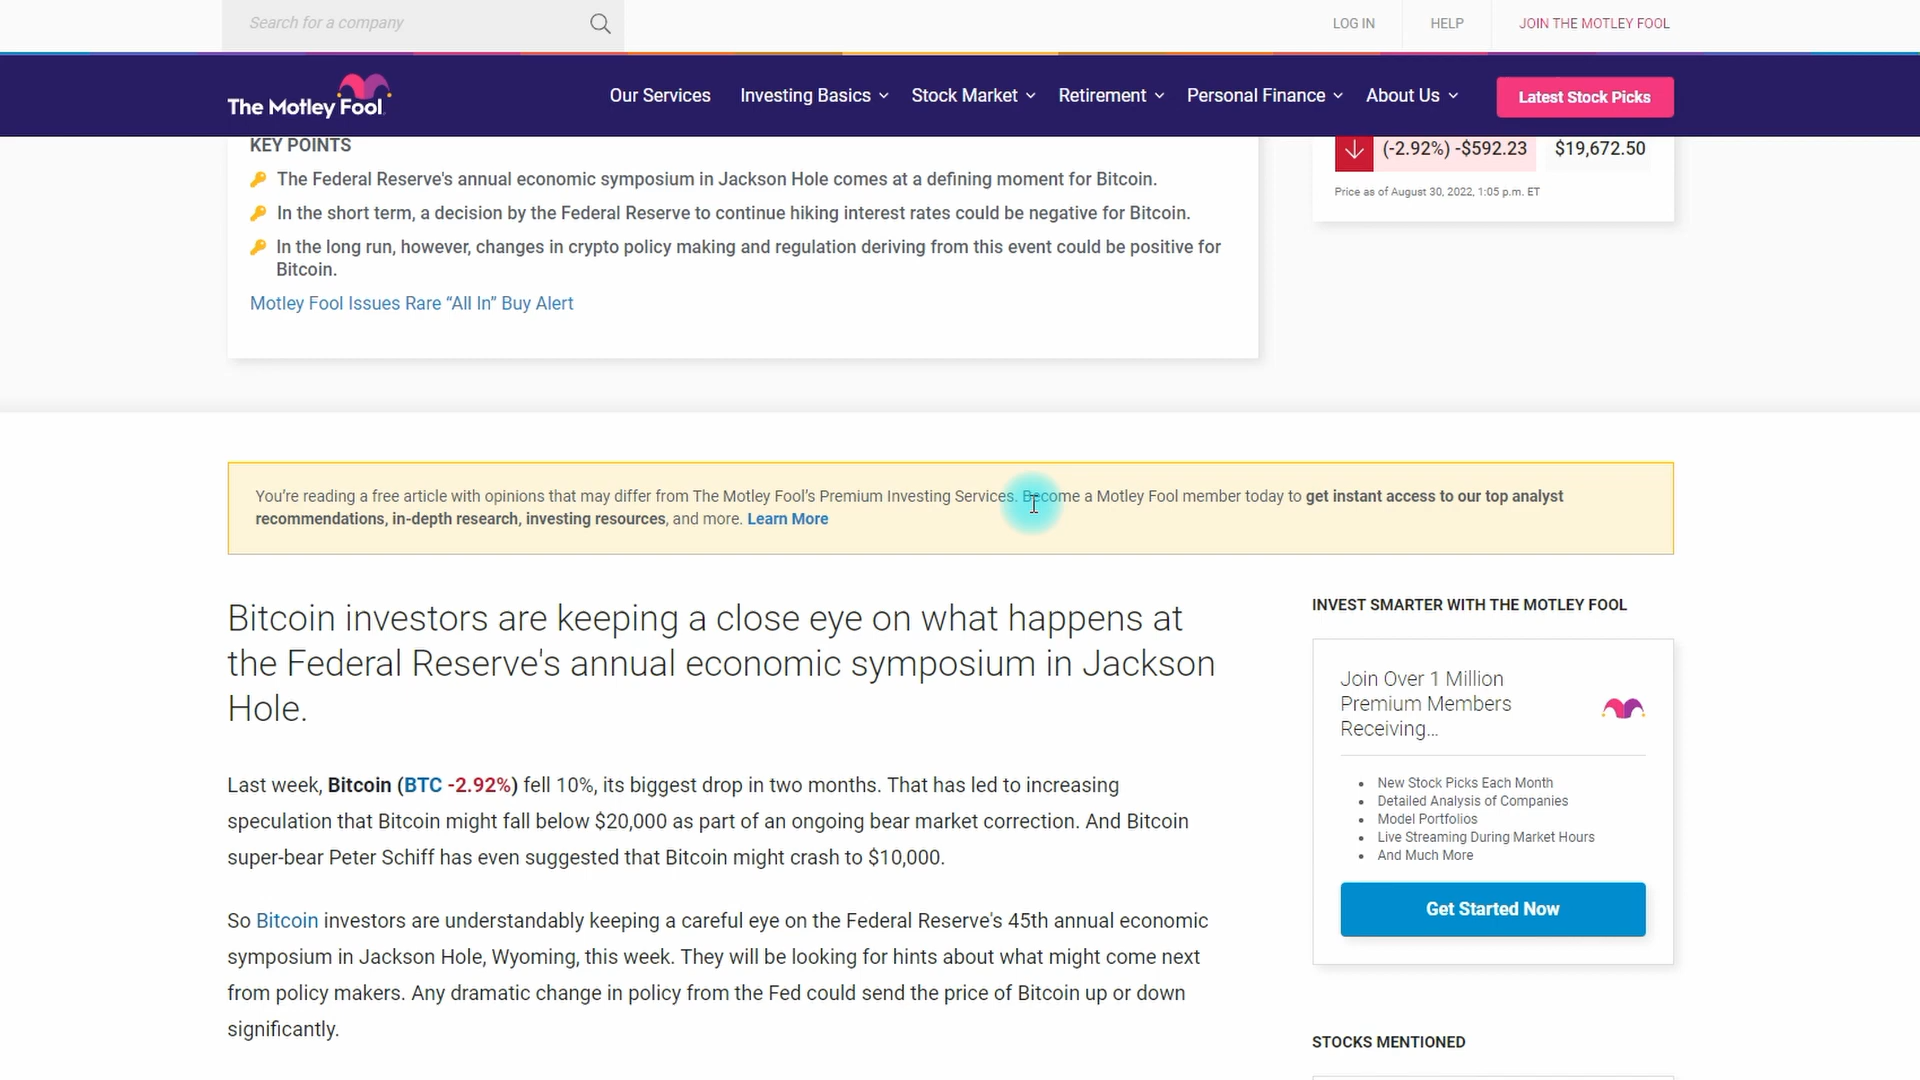 Search for a company
LOG IN
HELP
JOIN THE MOTLEY FOOL
The Motley Fool
Our Services
Investing Basics
Stock Market
Retirement
Personal Finance
About Us
Latest Stock Picks
KEY POINTS
The Federal Reserve's annual economic symposium in Jackson Hole comes at a defining moment for Bitcoin.
In the short term, a decision by the Federal Reserve to continue hiking interest rates could be negative for Bitcoin.
In the long run, however, changes in crypto policy making and regulation deriving from this event could be positive for
Bitcoin.
Motley Fool Issues Rare “All In” Buy Alert
(-2.92%) -$592.23
$19,672.50
Price as of August 30, 2022, 1:05 p.m. ET
You’re reading a free article with opinions that may differ from The Motley Fool’s Premium Investing Services. Become a Motley Fool member today to get instant access to our top analyst
recommendations, in-depth research, investing resources, and more. Learn More
Bitcoin investors are keeping a close eye on what happens at
the Federal Reserve's annual economic symposium in Jackson
Hole.
Last week, Bitcoin (BTC -2.92%) fell 10%, its biggest drop in two months. That has led to increasing
speculation that Bitcoin might fall below $20,000 as part of an ongoing bear market correction. And Bitcoin
super-bear Peter Schiff has even suggested that Bitcoin might crash to $10,000.
So Bitcoin investors are understandably keeping a careful eye on the Federal Reserve's 45th annual economic
symposium in Jackson Hole, Wyoming, this week. They will be looking for hints about what might come next
from policy makers. Any dramatic change in policy from the Fed could send the price of Bitcoin up or down
significantly.
INVEST SMARTER WITH THE MOTLEY FOOL
Join Over 1 Million
Premium Members
Receiving...
New Stock Picks Each Month
Detailed Analysis of Companies
Model Portfolios
Live Streaming During Market Hours
And Much More
Get Started Now
STOCKS MENTIONED